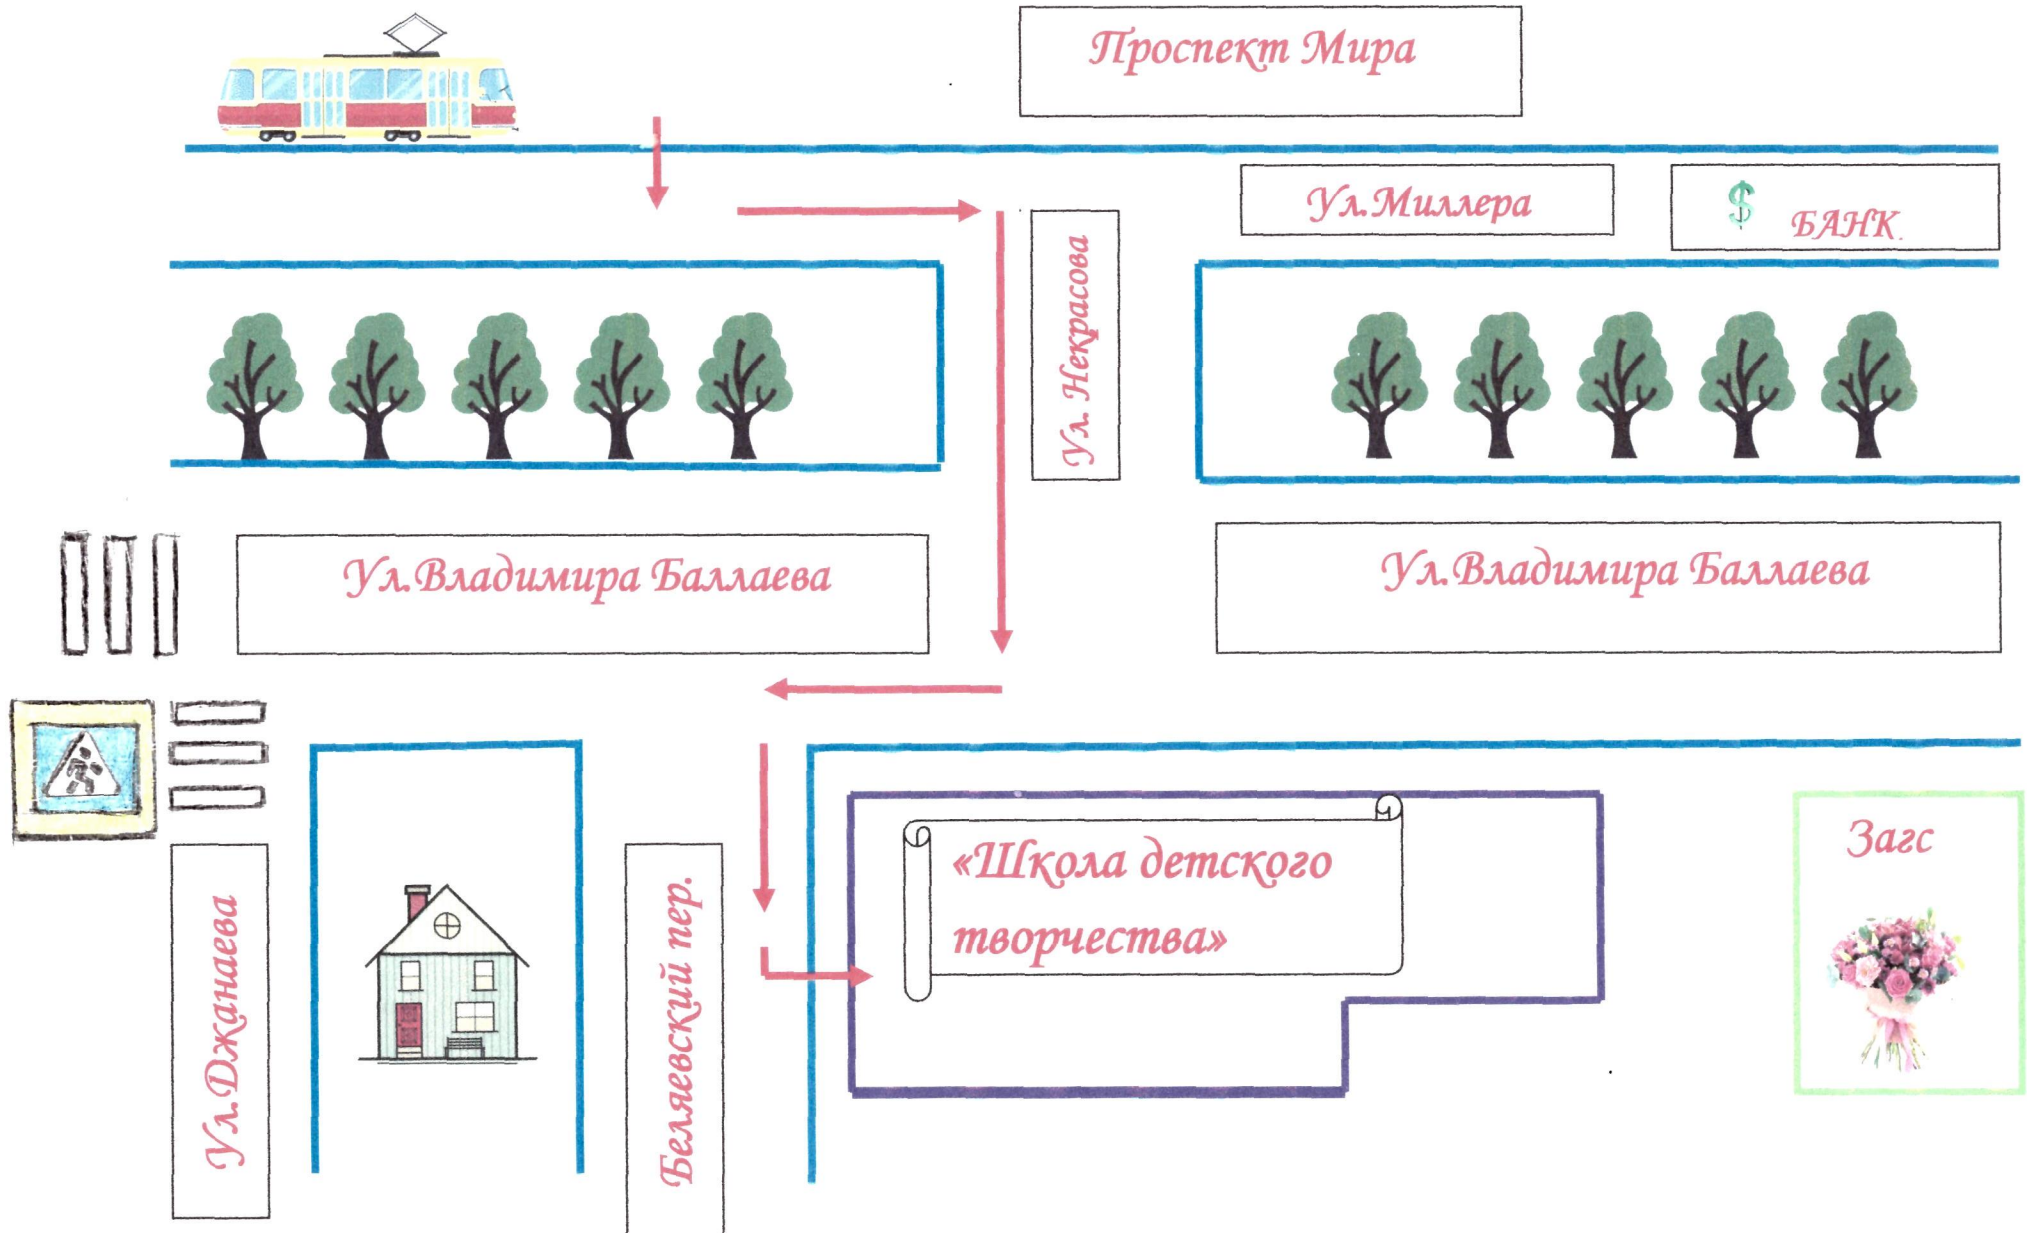 Проспект Мира
Ул.Миллера
$ БАНК
Ул. Некрасова
Ул.Владимира Баллаева
Ул.Владимира Баллаева
«Школа детского
творчества»
Загс
Ул.Джанаева
Беляевский пер.